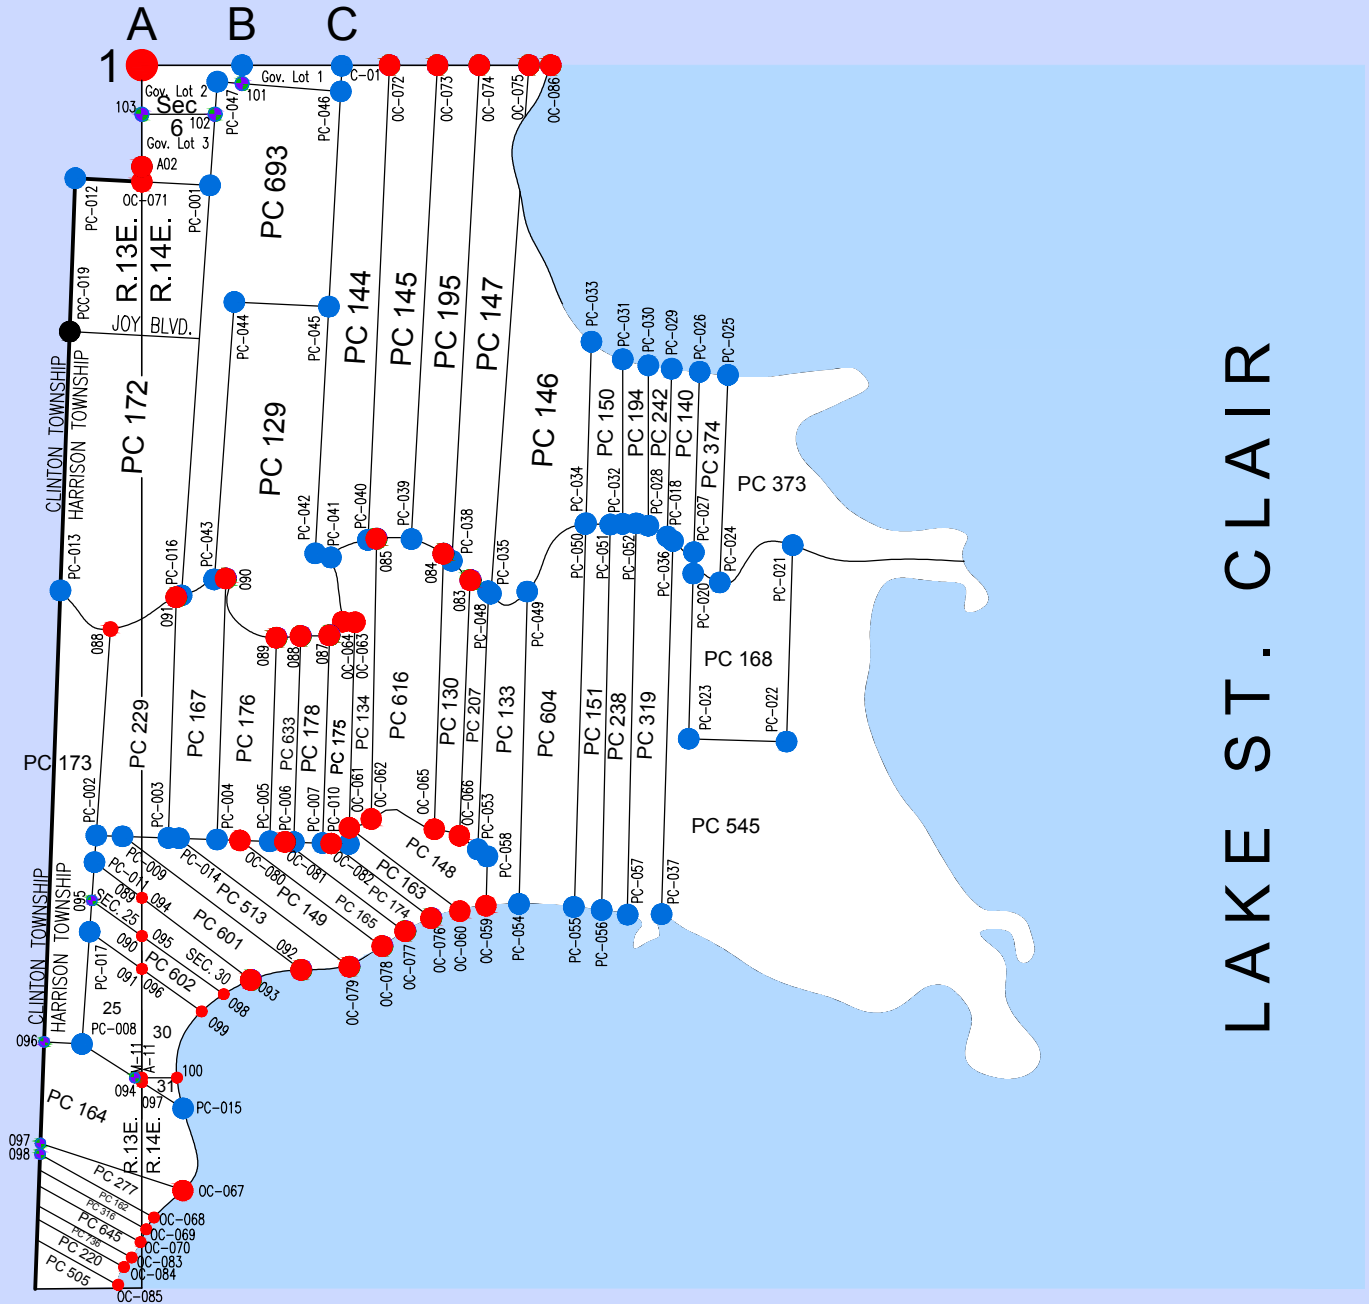 A
B
C
1
Gov. Lot 1
C-01
OC-072
OC-073
OC-074
OC-075
OC-086
Gov. Lot 2
101
PC-047
PC-046
103
Sec
6
102
Gov. Lot 3
A02
OC-071
PC-012
PC-001
PC 693
R.13E.
R.14E.
PCC-019
JOY BLVD.
PC-044
PC-045
PC 144
PC 145
PC 195
PC 147
PC 146
PC-033
PC-031
PC-030
PC-029
PC-026
PC-025
CLINTON TOWNSHIP
HARRISON TOWNSHIP
PC 172
PC 129
PC 150
PC 194
PC 242
PC 140
PC 374
PC 373
LAKE ST. CLAIR
PC-013
PC-016
PC-043
PC-042
PC-041
PC-040
PC-039
PC-038
PC-035
PC-034
PC-032
PC-028
PC-018
PC-027
PC-024
088
091
090
089
088
087
OC-064
OC-063
085
084
083
PC-048
PC-049
PC-050
PC-051
PC-052
PC-036
PC-020
PC-021
PC 168
PC-023
PC-022
PC 173
PC 229
PC 167
PC 176
PC 633
PC 178
PC 175
PC 134
PC 616
PC 130
PC 207
PC 133
PC 604
PC 151
PC 238
PC 319
PC 545
PC-002
PC-003
PC-004
PC-005
PC-006
PC-007
PC-010
OC-061
OC-062
OC-065
OC-066
PC-053
PC-058
PC-057
PC-037
PC-009
PC-014
OC-080
OC-081
OC-082
PC 163
PC 148
PC-011
089
094
PC 513
PC 149
PC 165
PC 174
095
SEC. 25
PC 601
CLINTON TOWNSHIP
HARRISON TOWNSHIP
PC-017
090
095
PC 602
SEC. 30
092
093
OC-079
OC-078
OC-077
OC-076
OC-060
OC-059
PC-054
PC-055
PC-056
091
096
098
099
25
PC-008
30
096
M-11
A-11
100
094
31
097
PC-015
PC 164
R.13E.
R.14E.
097
098
PC 277
OC-067
PC 162
OC-068
PC 316
OC-069
PC 645
OC-070
PC 736
OC-083
PC 220
OC-084
PC 505
OC-085